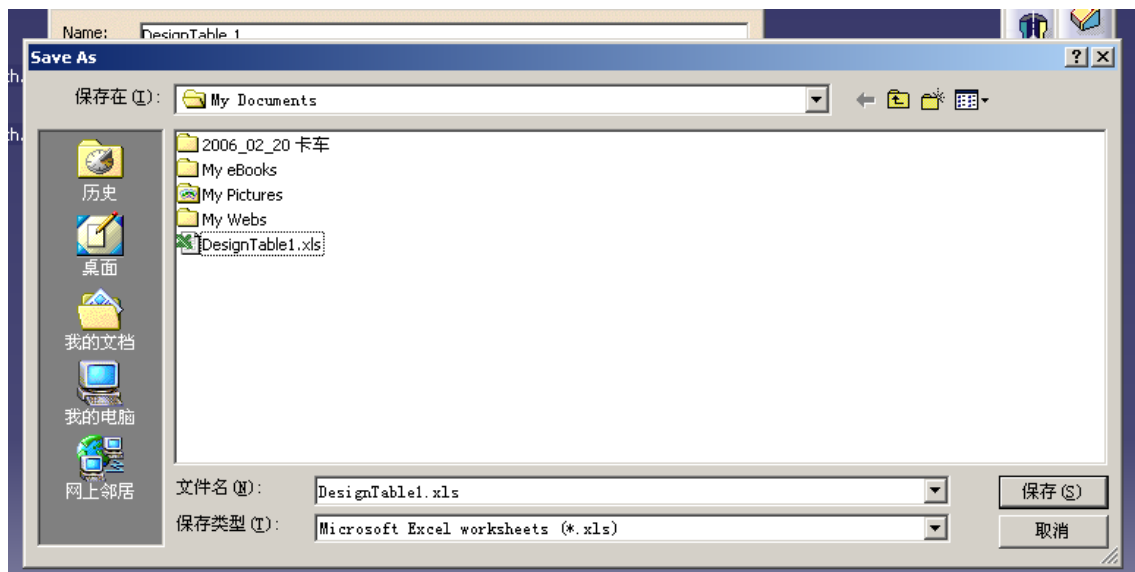 Name: DesignTable 1
Save As
保存在(I): My Documents
2006_02_20 卡车
My eBooks
My Pictures
My Webs
DesignTable1.xls
历史
桌面
我的文档
我的电脑
网上邻居
文件名(N): DesignTable1.xls 保存(S)
保存类型(T): Microsoft Excel worksheets (*.xls) 取消